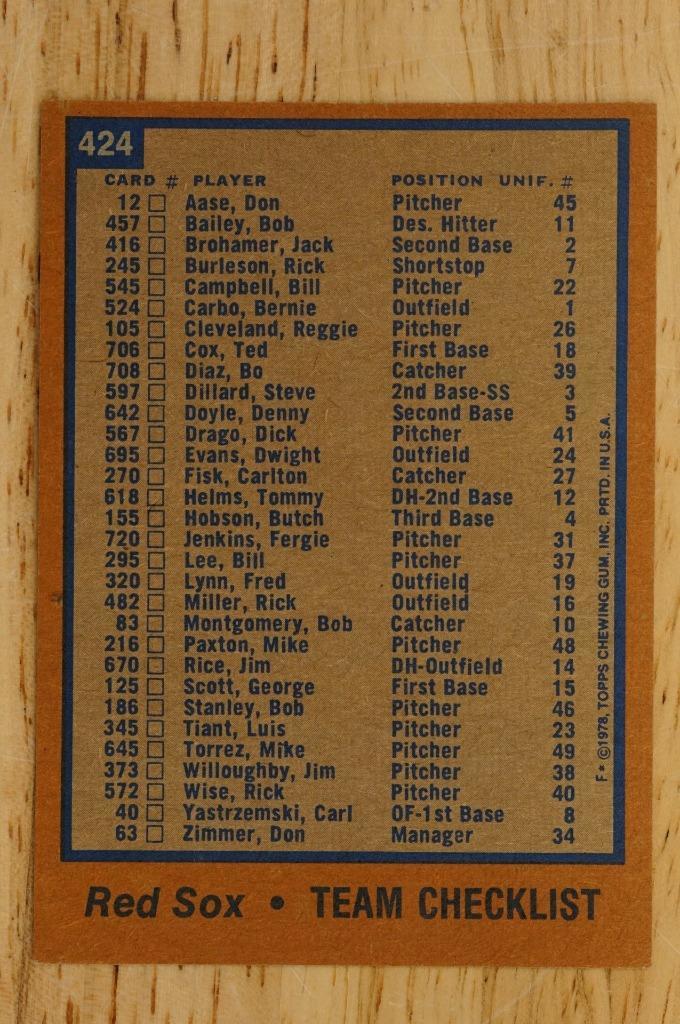 424
CARD # PLAYER POSITION UNIF. #
12 □ Aase, Don Pitcher 45
457 □ Bailey, Bob Des. Hitter 11
416 □ Brohamer, Jack Second Base 2
245 □ Burleson, Rick Shortstop 7
545 □ Campbell, Bill Pitcher 22
524 □ Carbo, Bernie Outfield 1
105 □ Cleveland, Reggie Pitcher 26
706 □ Cox, Ted First Base 18
708 □ Diaz, Bo Catcher 39
597 □ Dillard, Steve 2nd Base-SS 3
642 □ Doyle, Denny Second Base 5
567 □ Drago, Dick Pitcher 41
695 □ Evans, Dwight Outfield 24
270 □ Fisk, Carlton Catcher 27
618 □ Helms, Tommy DH-2nd Base 12
155 □ Hobson, Butch Third Base 4
720 □ Jenkins, Fergie Pitcher 31
295 □ Lee, Bill Pitcher 37
320 □ Lynn, Fred Outfield 19
482 □ Miller, Rick Outfield 16
83 □ Montgomery, Bob Catcher 10
216 □ Paxton, Mike Pitcher 48
670 □ Rice, Jim DH-Outfield 14
125 □ Scott, George First Base 15
186 □ Stanley, Bob Pitcher 46
345 □ Tiant, Luis Pitcher 23
645 □ Torrez, Mike Pitcher 49
373 □ Willoughby, Jim Pitcher 38
572 □ Wise, Rick Pitcher 40
40 □ Yastrzemski, Carl OF-1st Base 8
63 □ Zimmer, Don Manager 34
F* ©1978, TOPPS CHEWING GUM, INC. PRTD. IN U.S.A.
Red Sox • TEAM CHECKLIST